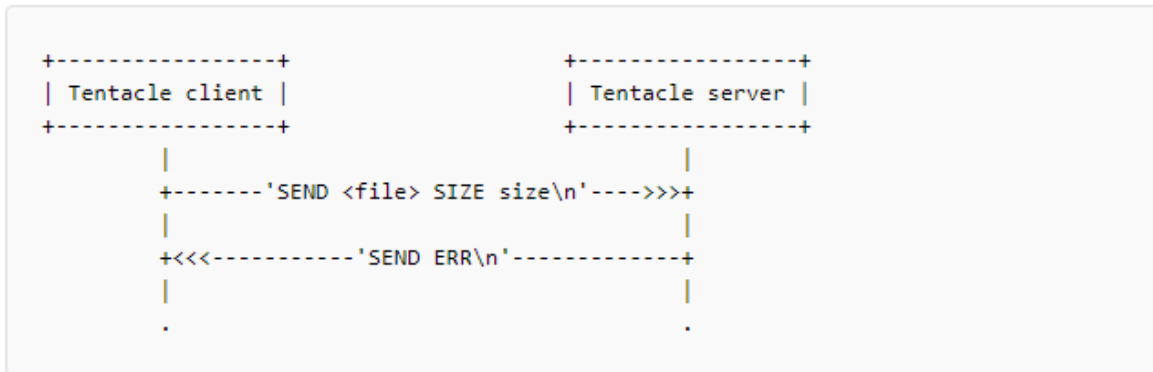 +-----------------+                    +-----------------+
| Tentacle client |                    | Tentacle server |
+-----------------+                    +-----------------+
         |                                      |
         +-------'SEND <file> SIZE size\n'---->>>+
         |                                      |
         +<<<-----------'SEND ERR\n'-------------+
         |                                      |
         .                                      .